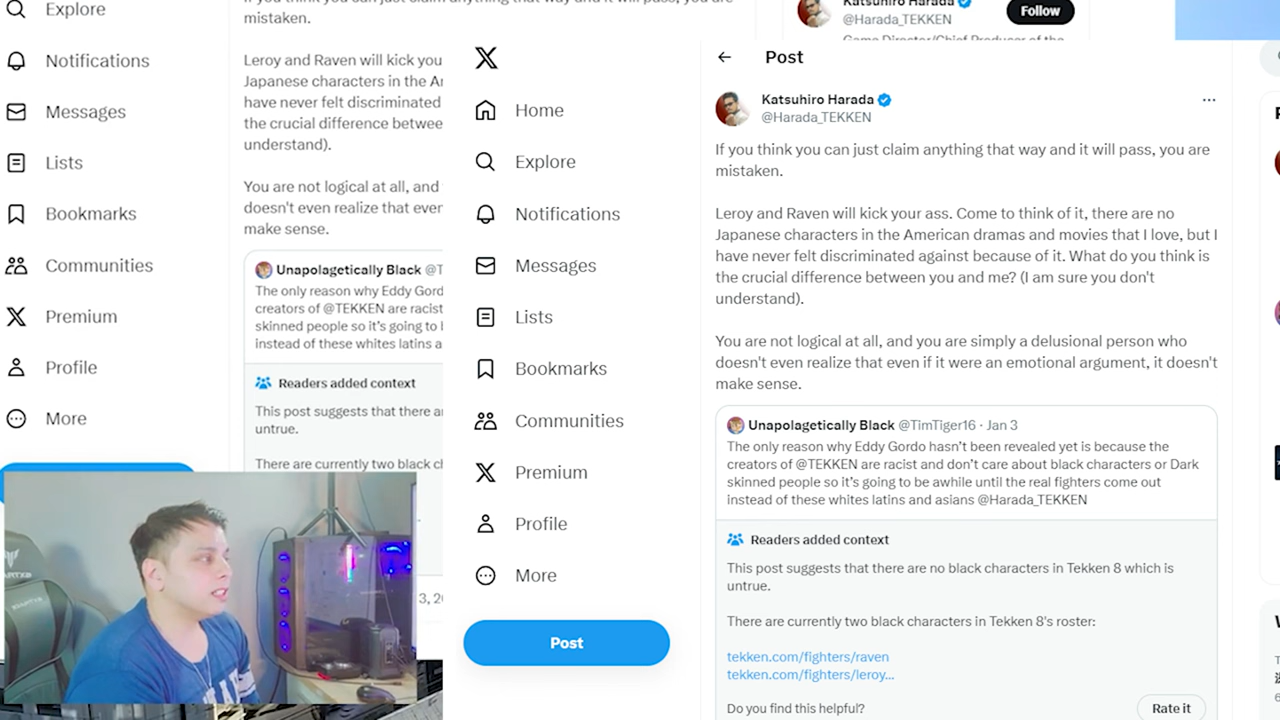 Explore
Notifications
Messages
Lists
Bookmarks
Communities
Premium
Profile
More
mistaken.
Leroy and Raven will kick you
Japanese characters in the
have never felt discriminated
the crucial difference
understand).
You are not logical at all, and
doesn't even realize that
make sense.
Unapologetically Black
The only reason why Eddy
creators of @TEKKEN are racist
skinned people so it's going to
instead of these whites latins
Readers added context
This post suggests that there
untrue.
There are currently two black
Katsuhiro Harada
@Harada_TEKKEN
Follow
Game Director/Chief Producer of the
Home
Explore
Notifications
Messages
Lists
Bookmarks
Communities
Premium
Profile
More
Post
Post
Katsuhiro Harada
@Harada_TEKKEN
If you think you can just claim anything that way and it will pass, you are
mistaken.
Leroy and Raven will kick your ass. Come to think of it, there are no
Japanese characters in the American dramas and movies that I love, but I
have never felt discriminated against because of it. What do you think is
the crucial difference between you and me? (I am sure you don't
understand).
You are not logical at all, and you are simply a delusional person who
doesn't even realize that even if it were an emotional argument, it doesn't
make sense.
Unapologetically Black @TimTiger16 · Jan 3
The only reason why Eddy Gordo hasn't been revealed yet is because the
creators of @TEKKEN are racist and don't care about black characters or Dark
skinned people so it's going to be awhile until the real fighters come out
instead of these whites latins and asians @Harada_TEKKEN
Readers added context
This post suggests that there are no black characters in Tekken 8 which is
untrue.
There are currently two black characters in Tekken 8's roster:
tekken.com/fighters/raven
tekken.com/fighters/leroy...
Do you find this helpful?
Rate it